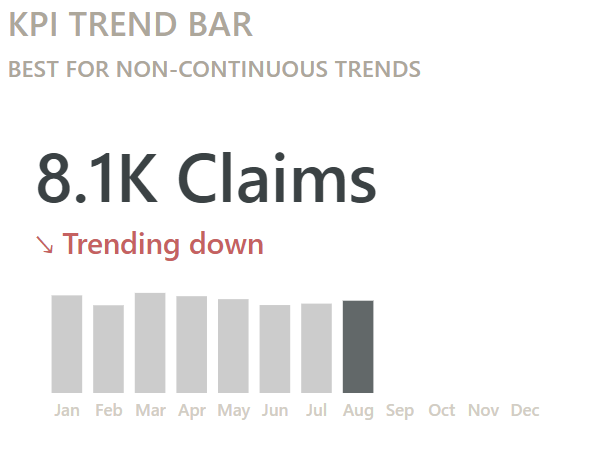 KPI TREND BAR
BEST FOR NON-CONTINUOUS TRENDS
8.1K Claims
↘ Trending down
Jan Feb Mar Apr May Jun Jul Aug Sep Oct Nov Dec